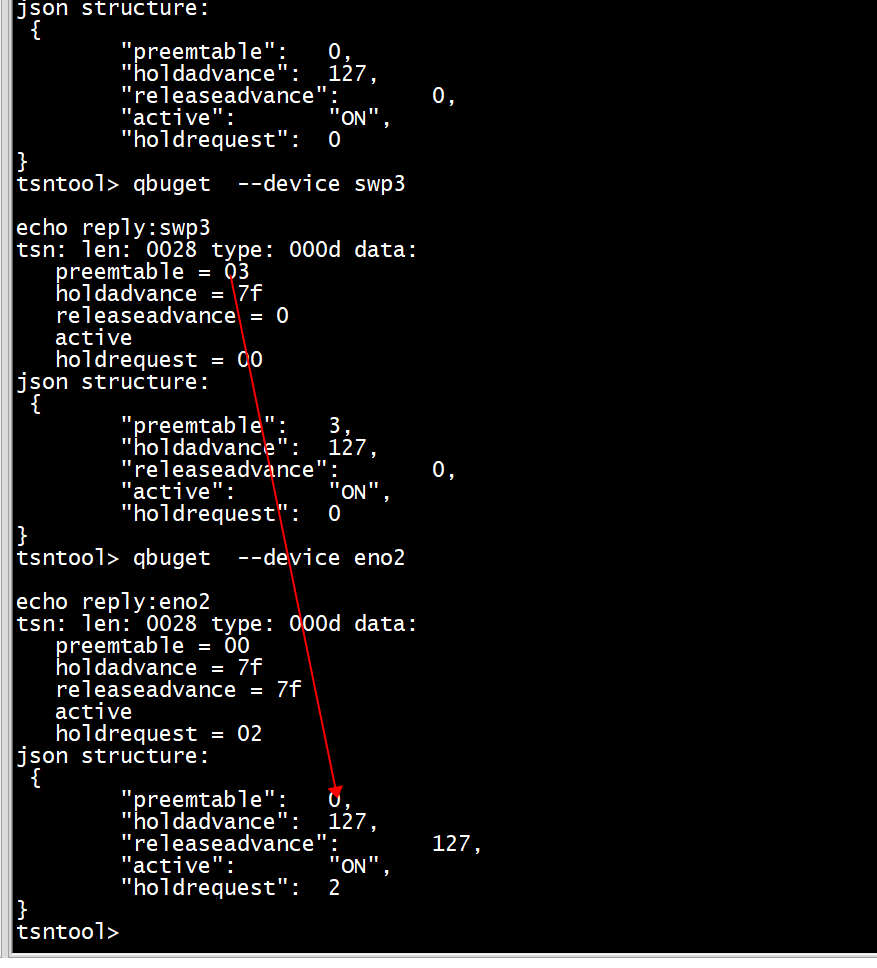 json structure:
 {
        "preemtable":   0,
        "holdadvance":  127,
        "releaseadvance":       0,
        "active":       "ON",
        "holdrequest":  0
}
tsntool> qbuget  --device swp3

echo reply:swp3
tsn: len: 0028 type: 000d data:
   preemtable = 03
   holdadvance = 7f
   releaseadvance = 0
   active
   holdrequest = 00
json structure:
 {
        "preemtable":   3,
        "holdadvance":  127,
        "releaseadvance":       0,
        "active":       "ON",
        "holdrequest":  0
}
tsntool> qbuget  --device eno2

echo reply:eno2
tsn: len: 0028 type: 000d data:
   preemtable = 00
   holdadvance = 7f
   releaseadvance = 7f
   active
   holdrequest = 02
json structure:
 {
        "preemtable":   0,
        "holdadvance":  127,
        "releaseadvance":       127,
        "active":       "ON",
        "holdrequest":  2
}
tsntool>